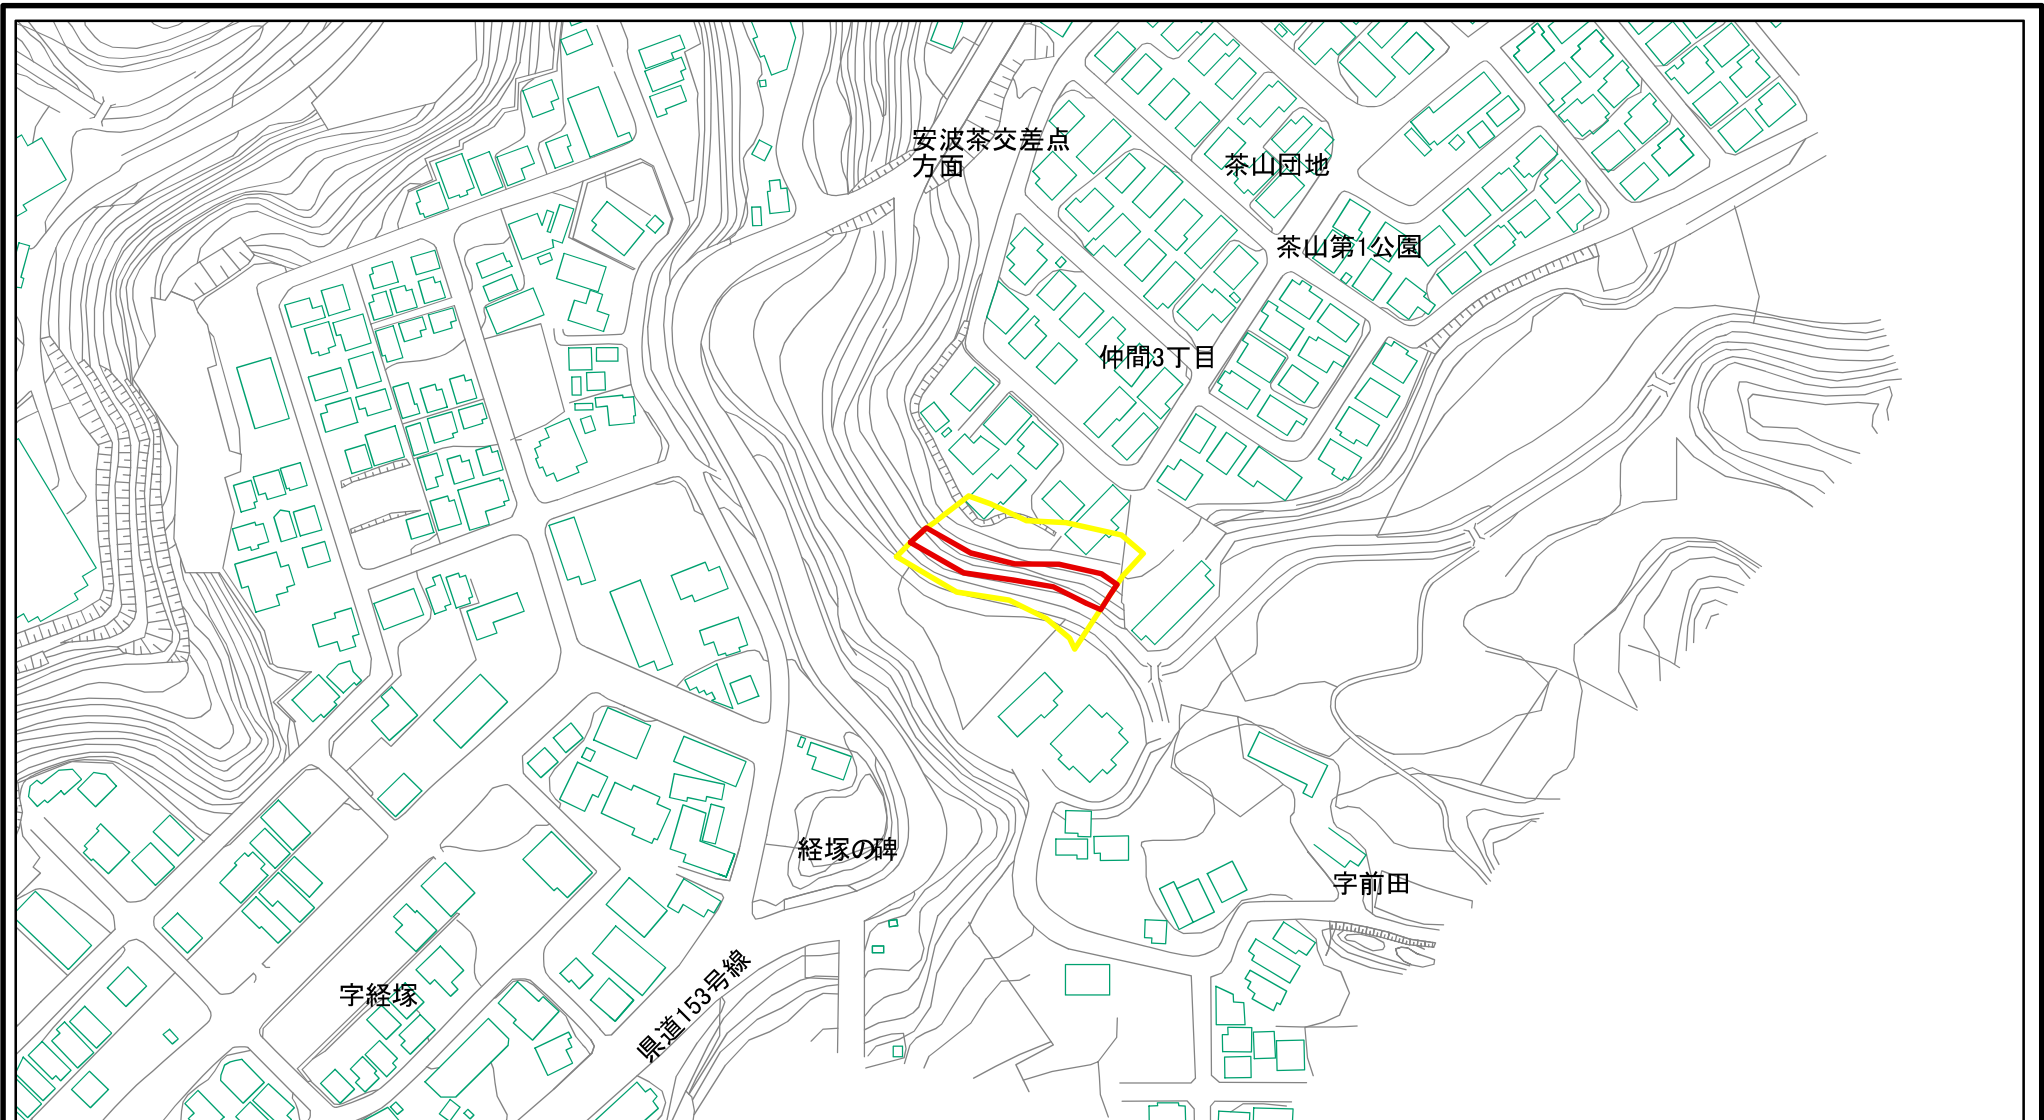 安波茶交差点
方面
茶山団地
茶山第1公園
仲間3丁目
経塚の碑
字前田
字経塚
県道153号線